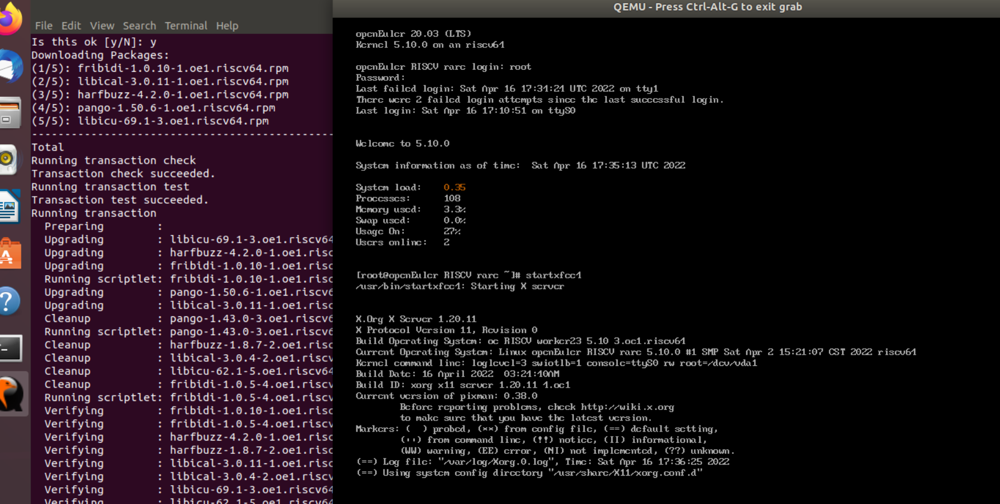 File Edit View Search Terminal Help
Is this ok [y/N]: y
Downloading Packages:
(1/5): fribidi-1.0.10-1.oe1.riscv64.rpm
(2/5): libical-3.0.11-1.oe1.riscv64.rpm
(3/5): harfbuzz-4.2.0-1.oe1.riscv64.rpm
(4/5): pango-1.50.6-1.oe1.riscv64.rpm
(5/5): libicu-69.1-3.oe1.riscv64.rpm
----------------------------------------------
Total
Running transaction check
Transaction check succeeded.
Running transaction test
Transaction test succeeded.
Running transaction
Preparing :
Upgrading : libicu-69.1-3.oe1.riscv64
Upgrading : harfbuzz-4.2.0-1.oe1.risc
Upgrading : fribidi-1.0.10-1.oe1.risc
Running scriptlet: fribidi-1.0.10-1.oe1.risc
Upgrading : pango-1.50.6-1.oe1.riscv6
Upgrading : libical-3.0.11-1.oe1.risc
Cleanup : pango-1.43.0-3.oe1.riscv6
Running scriptlet: pango-1.43.0-3.oe1.riscv6
Cleanup : harfbuzz-1.8.7-2.oe1.risc
Cleanup : libical-3.0.4-2.oe1.riscv
Cleanup : libicu-62.1-5.oe1.riscv64
Cleanup : fribidi-1.0.5-4.oe1.riscv
Running scriptlet: fribidi-1.0.5-4.oe1.riscv
Verifying : fribidi-1.0.10-1.oe1.risc
Verifying : fribidi-1.0.5-4.oe1.riscv
Verifying : harfbuzz-4.2.0-1.oe1.risc
Verifying : harfbuzz-1.8.7-2.oe1.risc
Verifying : libical-3.0.11-1.oe1.risc
Verifying : libical-3.0.4-2.oe1.riscv
Verifying : libicu-69.1-3.oe1.riscv64
Verifying : libicu-62.1-5.oe1.riscv64
QEMU - Press Ctrl-Alt-G to exit grab
openEuler 20.03 (LTS)
Kernel 5.10.0 on an riscv64
openEuler RISCV rare login: root
Password:
Last failed login: Sat Apr 16 17:34:24 UTC 2022 on tty1
There were 2 failed login attempts since the last successful login.
Last login: Sat Apr 16 17:10:51 on ttyS0
Welcome to 5.10.0
System information as of time: Sat Apr 16 17:35:13 UTC 2022
System load: 0.35
Processes: 108
Memory used: 3.3%
Swap used: 0.0%
Usage On: 27%
Users online: 2
[root@openEuler RISCV rare ~]# startxfce4
/usr/bin/startxfce4: Starting X server
X.Org X Server 1.20.11
X Protocol Version 11, Revision 0
Build Operating System: oe RISCV worker23 5.10 3.oe1.riscv64
Current Operating System: Linux openEuler RISCV rare 5.10.0 #1 SMP Sat Apr 2 15:21:07 CST 2022 riscv64
Kernel command line: loglevel=3 swiotlb=1 console=ttyS0 rw root=/dev/vda1
Build Date: 16 April 2022 03:24:40AM
Build ID: xorg x11 server 1.20.11 4.oe1
Current version of pixman: 0.38.0
Before reporting problems, check http://wiki.x.org
to make sure that you have the latest version.
Markers: ( ) probed, (**) from config file, (==) default setting,
(++) from command line, (!!) notice, (II) informational,
(WW) warning, (EE) error, (NI) not implemented, (??) unknown.
(==) Log file: "/var/log/Xorg.0.log", Time: Sat Apr 16 17:36:25 2022
(==) Using system config directory "/usr/share/X11/xorg.conf.d"